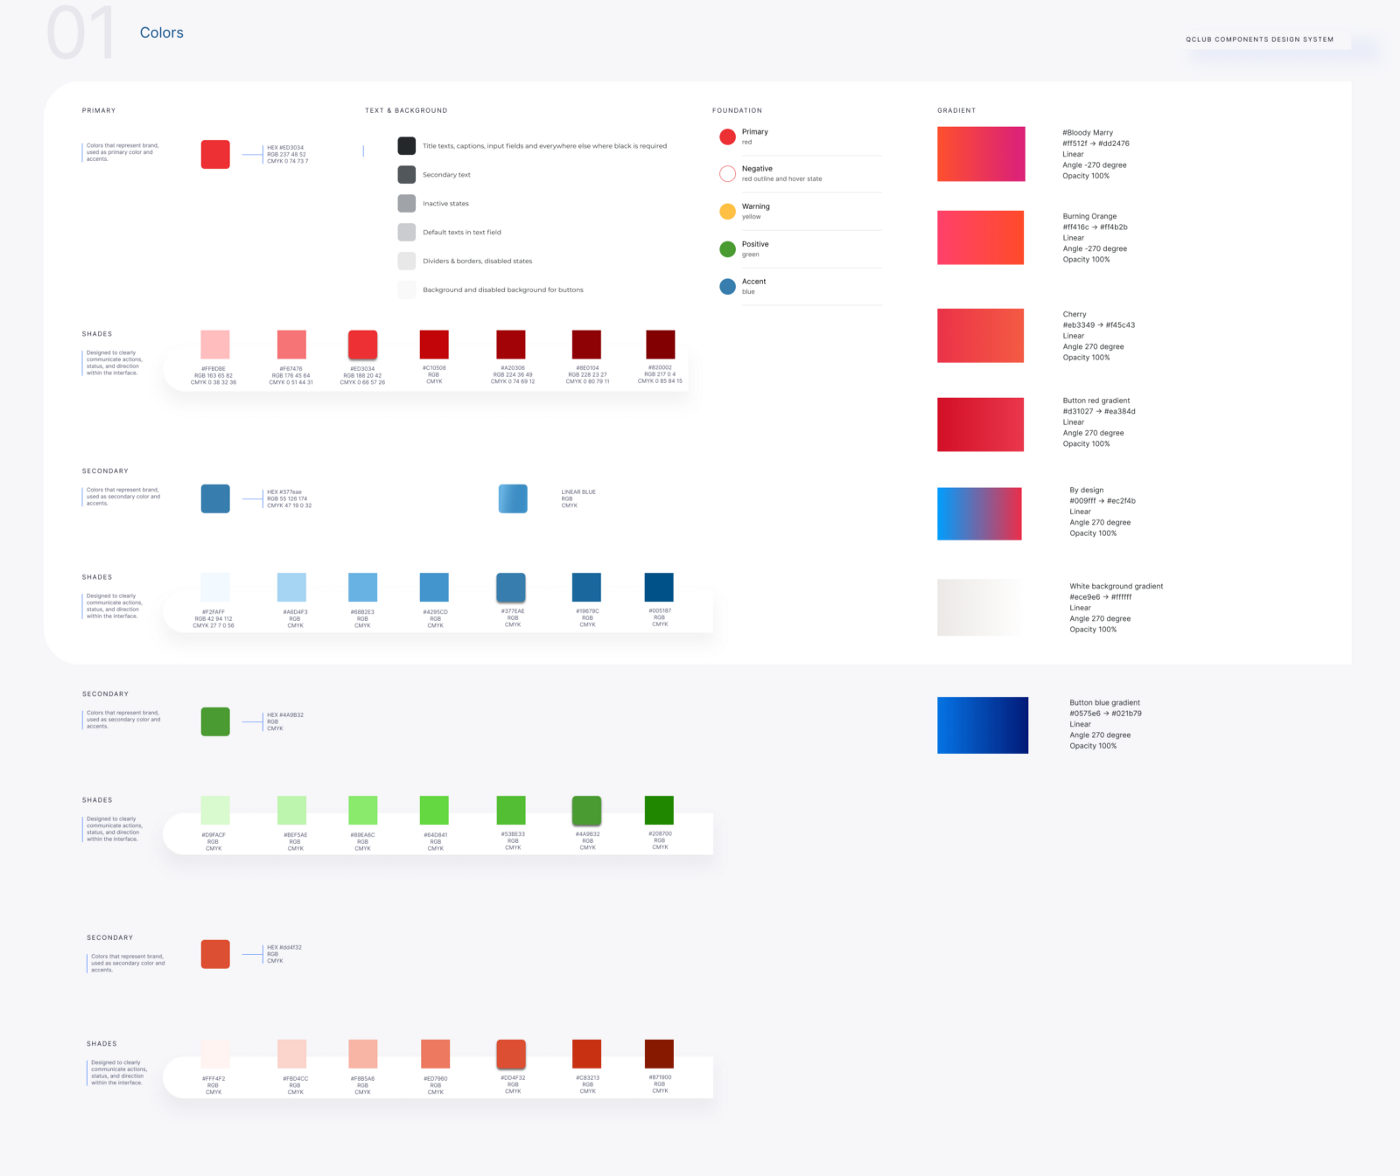 01
Colors
QCLUB COMPONENTS DESIGN SYSTEM
PRIMARY
Colors that represent brand,
used as primary color and
accents.
HEX #ED3034
RGB 237 48 52
CMYK 0 74 73 7
TEXT & BACKGROUND
Title texts, captions, input fields and everywhere else where black is required
Secondary text
Inactive states
Default texts in text field
Dividers & borders, disabled states
Background and disabled background for buttons
FOUNDATION
Primary
red
Negative
red outline and hover state
Warning
yellow
Positive
green
Accent
blue
GRADIENT
#Bloody Marry
#ff512f → #dd2476
Linear
Angle -270 degree
Opacity 100%
Burning Orange
#ff416c → #ff4b2b
Linear
Angle -270 degree
Opacity 100%
Cherry
#eb3349 → #f45c43
Linear
Angle 270 degree
Opacity 100%
Button red gradient
#d31027 → #ea384d
Linear
Angle 270 degree
Opacity 100%
By design
#009fff → #ec2f4b
Linear
Angle 270 degree
Opacity 100%
White background gradient
#ece9e6 → #ffffff
Linear
Angle 270 degree
Opacity 100%
Button blue gradient
#0575e6 → #021b79
Linear
Angle 270 degree
Opacity 100%
SHADES
Designed to clearly
communicate actions,
status, and direction
within the interface.
#FFBDBE
RGB 163 65 82
CMYK 0 36 32 36
#F67476
RGB 176 45 64
CMYK 0 51 44 31
#ED3034
RGB 188 20 42
CMYK 0 66 57 26
#C10508
RGB
CMYK
#A20306
RGB 224 36 49
CMYK 0 74 69 12
#8E0104
RGB 228 23 27
CMYK 0 80 79 11
#820002
RGB 217 0 4
CMYK 0 85 84 15
SECONDARY
Colors that represent brand,
used as secondary color and
accents.
HEX #377eae
RGB 55 126 174
CMYK 47 19 0 32
LINEAR BLUE
RGB
CMYK
SHADES
Designed to clearly
communicate actions,
status, and direction
within the interface.
#F2FAFF
RGB 42 94 112
CMYK 27 7 0 56
#A6D4F3
RGB
CMYK
#68B2E3
RGB
CMYK
#4295CD
RGB
CMYK
#377EAE
RGB
CMYK
#19679C
RGB
CMYK
#005187
RGB
CMYK
SECONDARY
Colors that represent brand,
used as secondary color and
accents.
HEX #4A9B32
RGB
CMYK
SHADES
Designed to clearly
communicate actions,
status, and direction
within the interface.
#D9FACF
RGB
CMYK
#BEF5AE
RGB
CMYK
#89EA6C
RGB
CMYK
#64D841
RGB
CMYK
#53BE33
RGB
CMYK
#4A9B32
RGB
CMYK
#208700
RGB
CMYK
SECONDARY
Colors that represent brand,
used as secondary color and
accents.
HEX #dd4f32
RGB
CMYK
SHADES
Designed to clearly
communicate actions,
status, and direction
within the interface.
#FFF4F2
RGB
CMYK
#FBD4CC
RGB
CMYK
#F8B5A6
RGB
CMYK
#ED7960
RGB
CMYK
#DD4F32
RGB
CMYK
#C93213
RGB
CMYK
#871900
RGB
CMYK